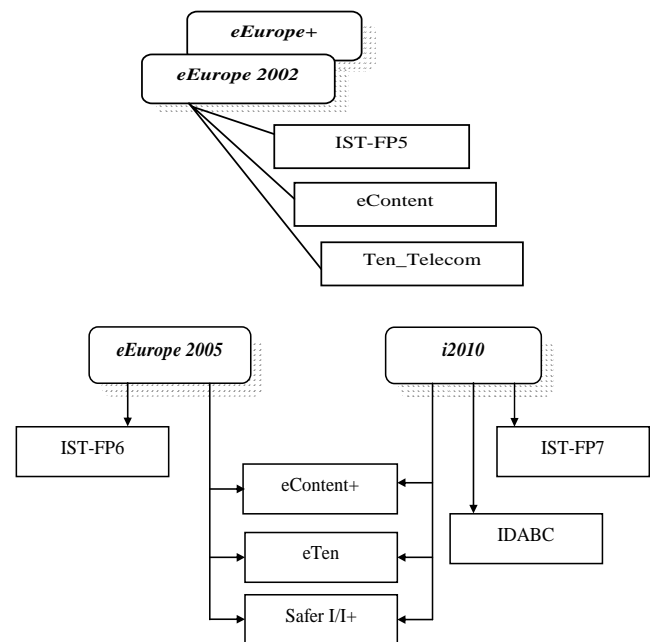 eEurope+
eEurope 2002
IST-FP5
eContent
Ten_Telecom
eEurope 2005
i2010
IST-FP6
IST-FP7
eContent+
IDABC
eTen
Safer I/I+